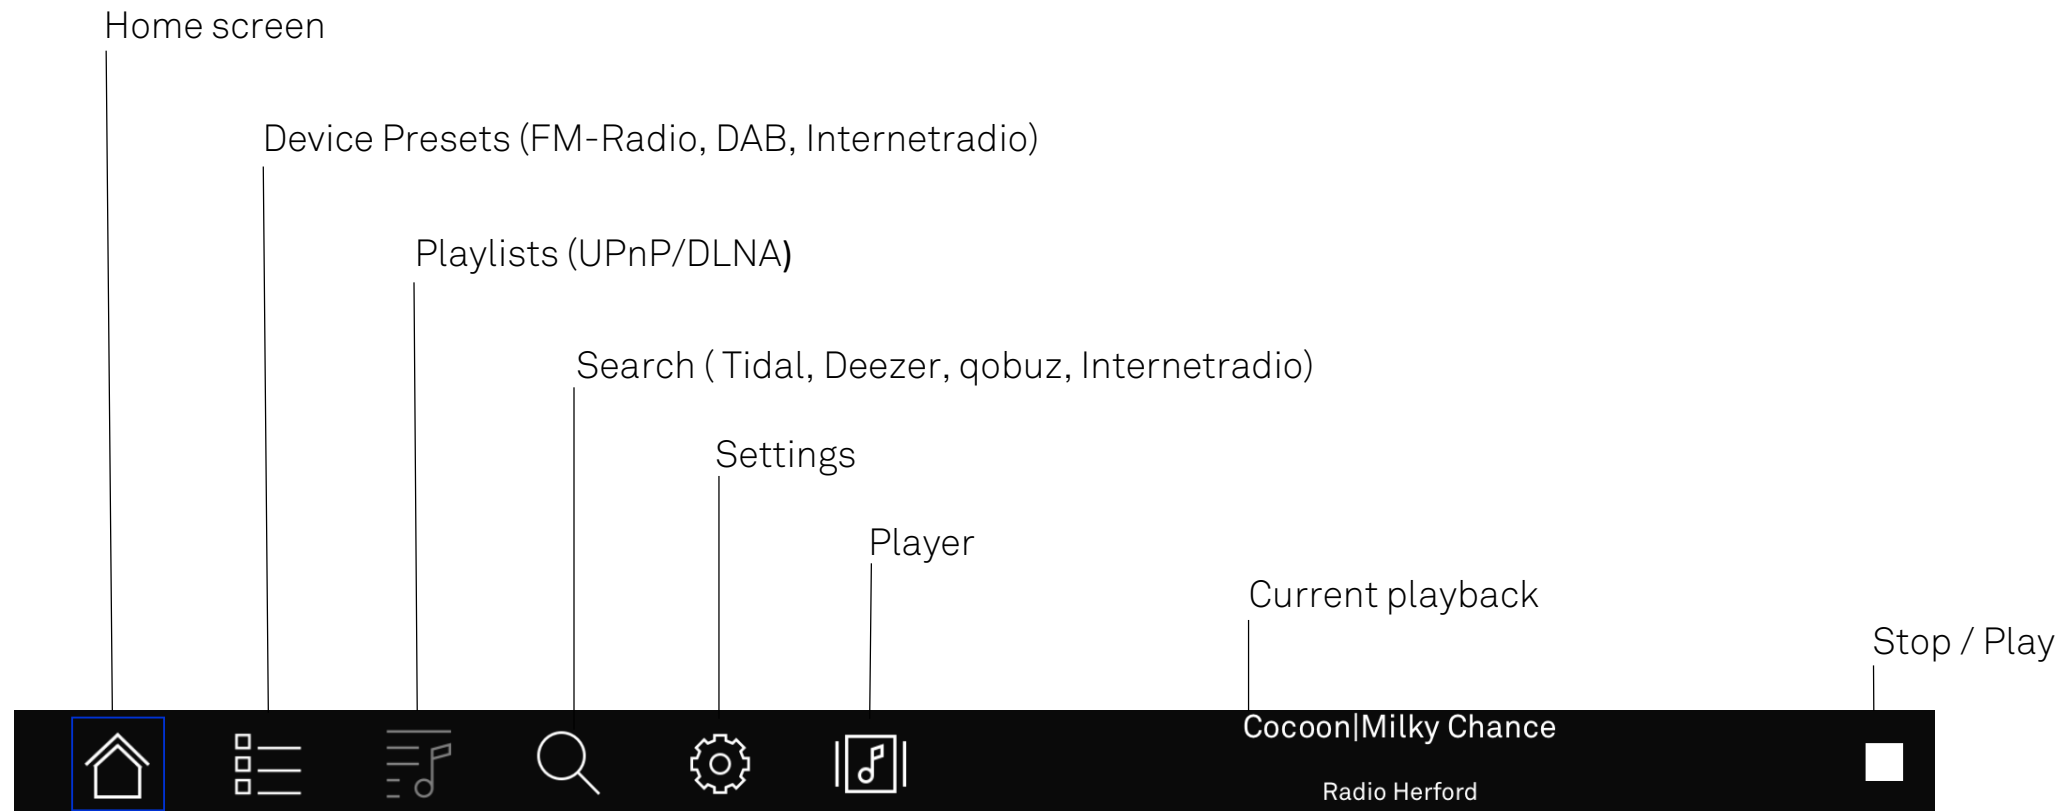 Home screen
Device Presets (FM-Radio, DAB, Internetradio)
Playlists (UPnP/DLNA)
Search ( Tidal, Deezer, qobuz, Internetradio)
Settings
Player
Current playback
Stop / Play
Cocoon|Milky Chance
Radio Herford